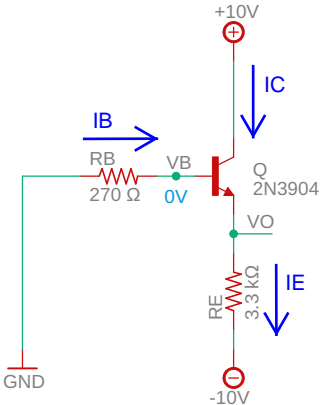 +10V
IC
IB
RB
VB
Q
270 Ω
0V
2N3904
VO
IE
RE
3.3 kΩ
GND
-10V